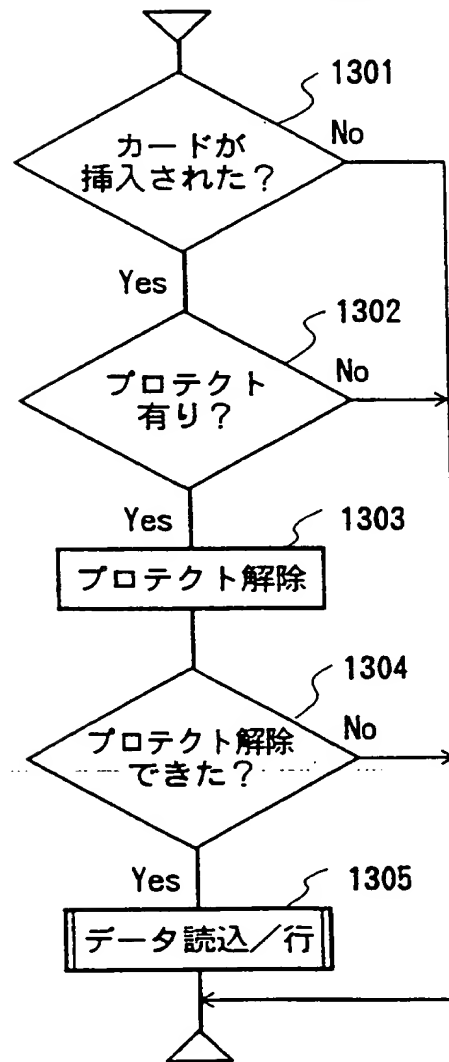 1301
カードが
挿入された？
No
Yes
1302
プロテクト
有り？
No
Yes
1303
プロテクト解除
1304
プロテクト解除
できた？
No
Yes
1305
データ読込／行